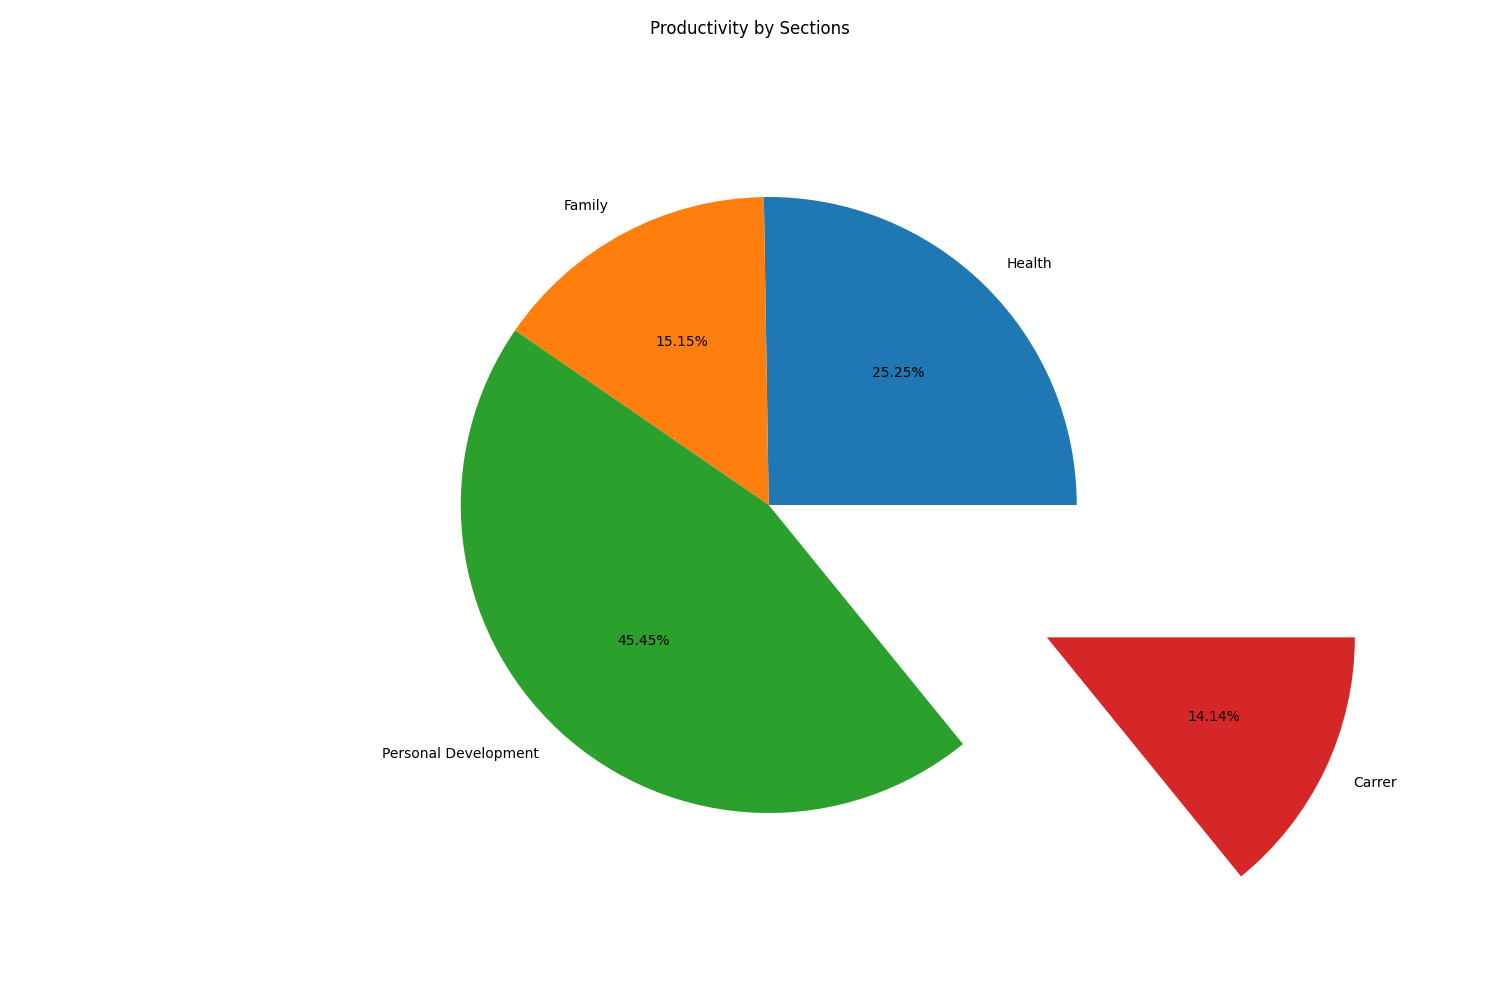 Productivity by Sections
Family
Health
15.15%
25.25%
45.45%
14.14%
Personal Development
Carrer